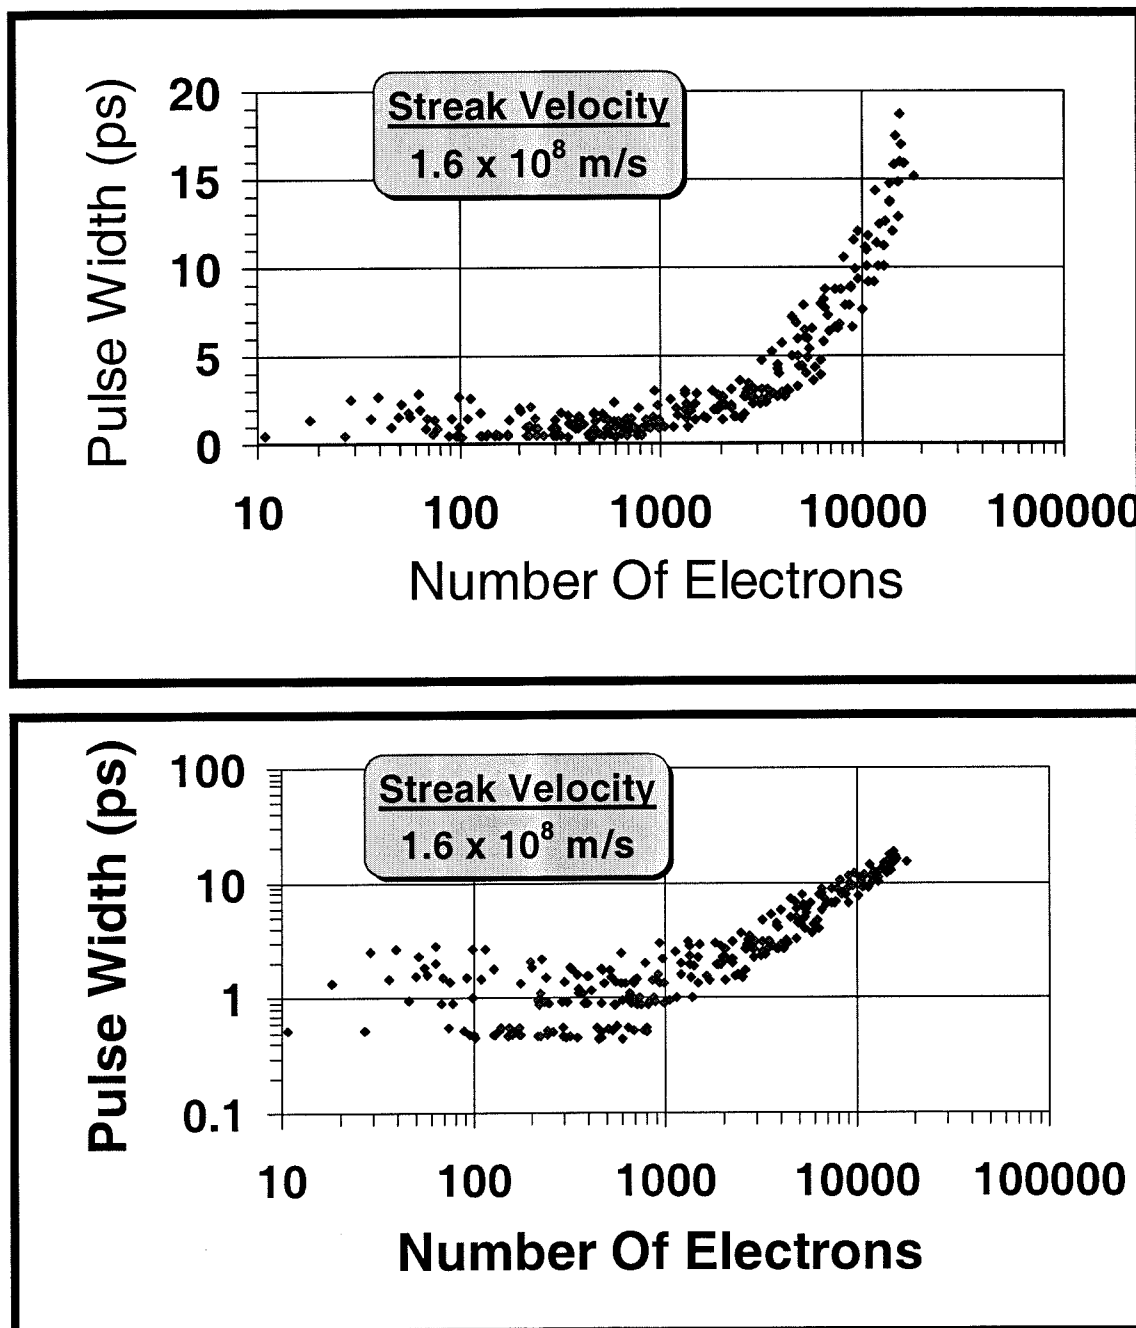 Pulse Width (ps)
20
15
10
5
0
Streak Velocity
1.6 x 10⁸ m/s
10 100 1000 10000 100000
Number Of Electrons
Pulse Width (ps)
100
10
1
0.1
Streak Velocity
1.6 x 10⁸ m/s
10 100 1000 10000 100000
Number Of Electrons